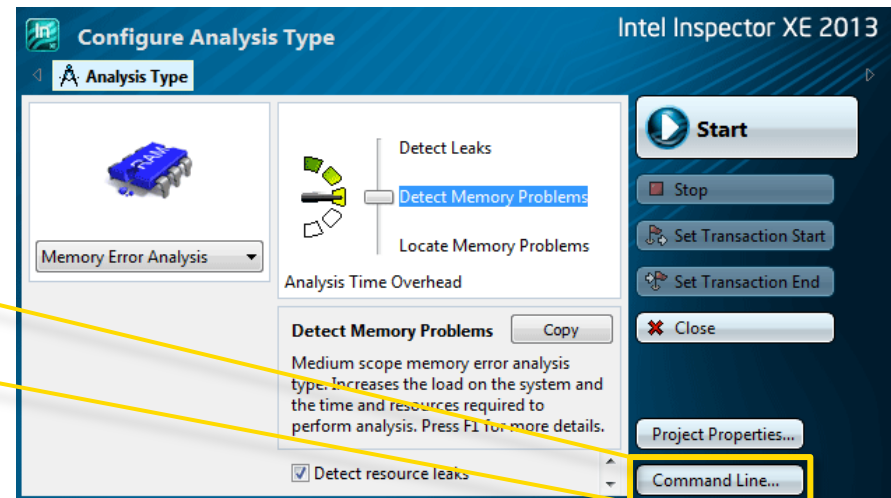 Configure Analysis Type
Intel Inspector XE 2013
Analysis Type
RAM
Memory Error Analysis
Detect Leaks
Detect Memory Problems
Locate Memory Problems
Analysis Time Overhead
Detect Memory Problems
Copy
Medium scope memory error analysis
type. Increases the load on the system and
the time and resources required to
perform analysis. Press F1 for more details.
Detect resource leaks
Start
Stop
Set Transaction Start
Set Transaction End
Close
Project Properties...
Command Line...